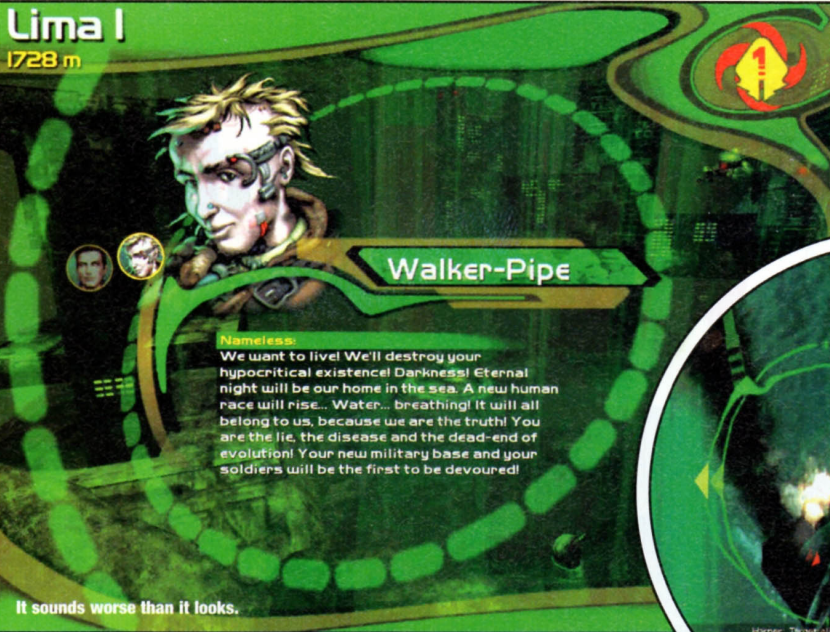 Lima 1
1728 m
1
Walker-Pipe
Nameless:
We want to live! We'll destroy your
hypocritical existence! Darkness! Eternal
night will be our home in the sea. A new human
race will rise... Water... breathing! It will all
belong to us, because we are the truth! You
are the lie, the disease and the dead-end of
evolution! Your new military base and your
soldiers will be the first to be devoured!
It sounds worse than it looks.